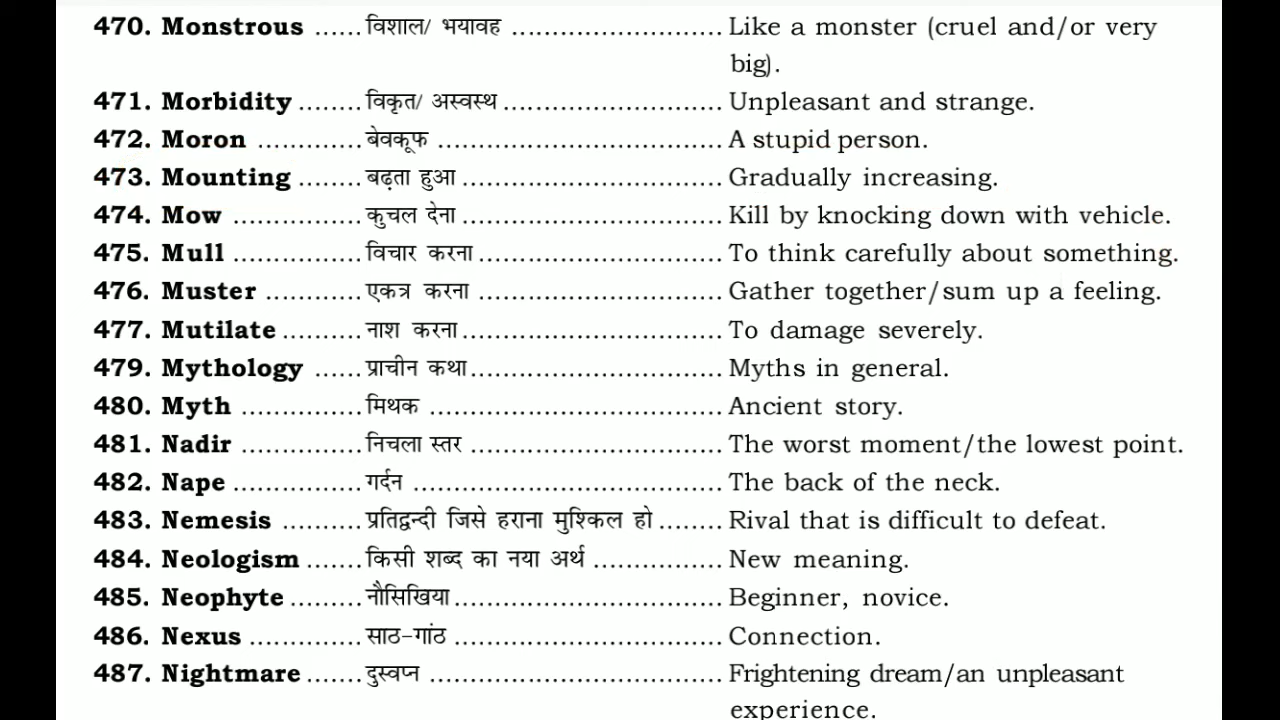 470. Monstrous ......विशाल/ भयावह ..........................Like a monster (cruel and/or very
big).
471. Morbidity ........विकृत/ अस्वस्थ ...........................Unpleasant and strange.
472. Moron .............बेवकूफ ...................................A stupid person.
473. Mounting ........बढ़ता हुआ ................................Gradually increasing.
474. Mow ................कुचल देना ................................Kill by knocking down with vehicle.
475. Mull ................विचार करना ..............................To think carefully about something.
476. Muster ............एकत्र करना ..............................Gather together/sum up a feeling.
477. Mutilate ..........नाश करना ................................To damage severely.
479. Mythology ......प्राचीन कथा ...............................Myths in general.
480. Myth ...............मिथक ....................................Ancient story.
481. Nadir ...............निचला स्तर ...............................The worst moment/the lowest point.
482. Nape ................गर्दन ......................................The back of the neck.
483. Nemesis ..........प्रतिद्वन्दी जिसे हराना मुश्किल हो ........Rival that is difficult to defeat.
484. Neologism .......किसी शब्द का नया अर्थ ................New meaning.
485. Neophyte .........नौसिखिया .................................Beginner, novice.
486. Nexus ..............साठ-गांठ .................................Connection.
487. Nightmare .......दुस्वप्न ....................................Frightening dream/an unpleasant
experience.